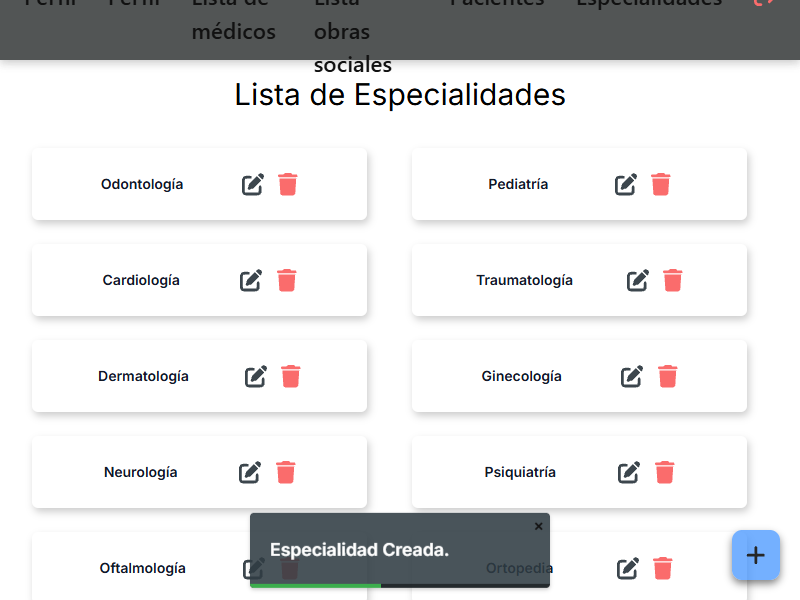 Perfil Perfil Lista de Lista Pacientes Especialidades
médicos obras
sociales
Lista de Especialidades
Odontología Pediatría
Cardiología Traumatología
Dermatología Ginecología
Neurología Psiquiatría
Especialidad Creada.
Oftalmología Ortopedia